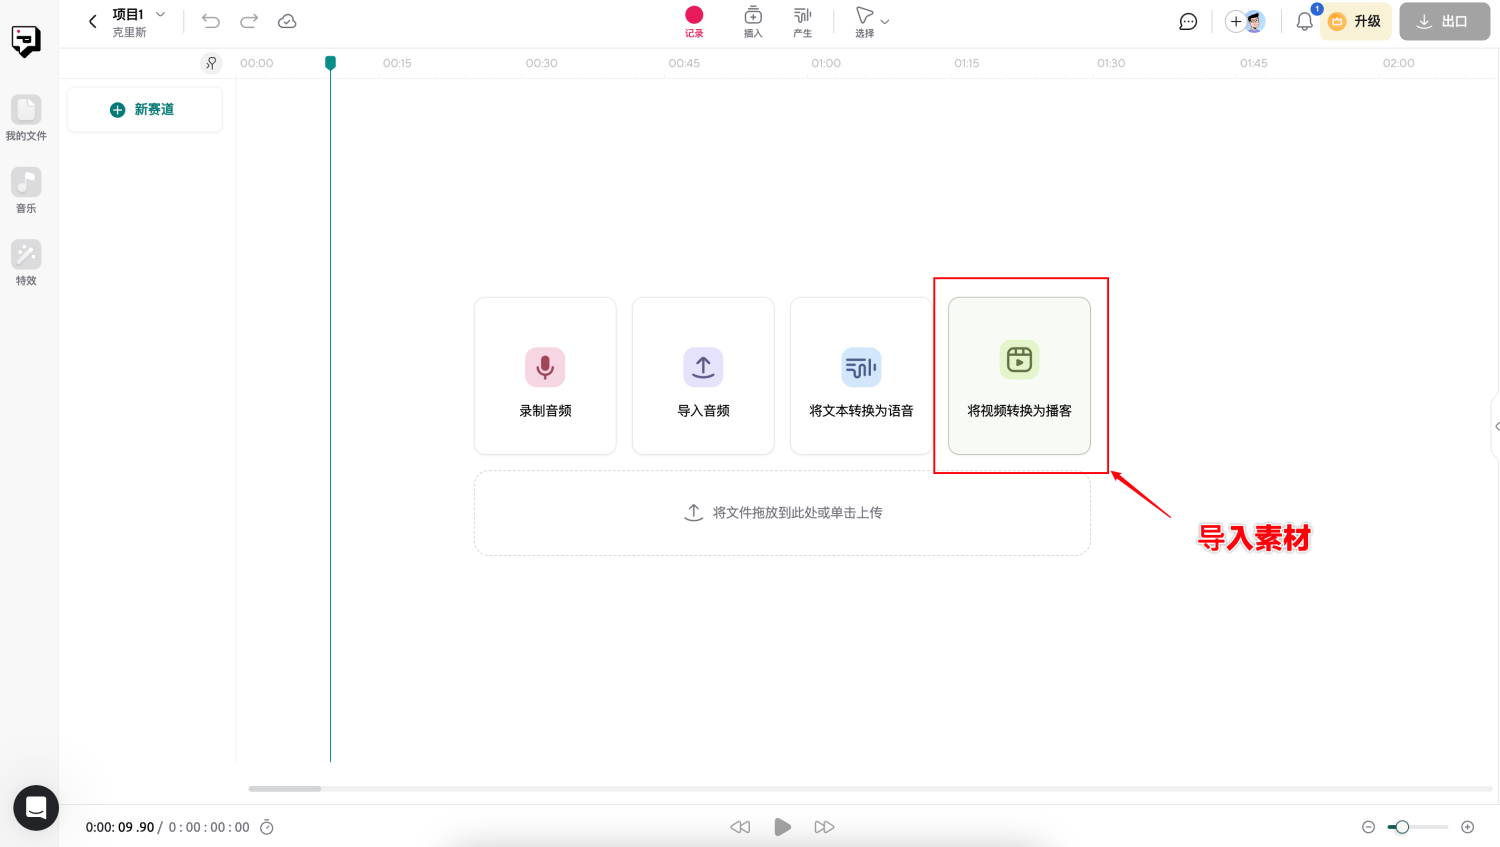 项目1
克里斯
记录
插入
产生
选择
1
升级
出口
00:00
00:15
00:30
00:45
01:00
01:15
01:30
01:45
02:00
新赛道
我的文件
音乐
特效
录制音频
导入音频
将文本转换为语音
将视频转换为播客
将文件拖放到此处或单击上传
导入素材
0:00: 09 .90 / 0 : 00 : 00 : 00